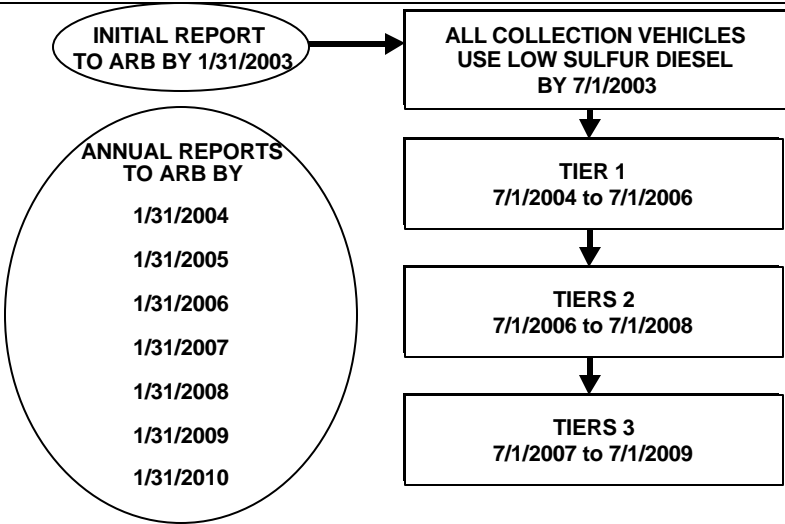 INITIAL REPORT
TO ARB BY 1/31/2003
ALL COLLECTION VEHICLES
USE LOW SULFUR DIESEL
BY 7/1/2003
ANNUAL REPORTS
TO ARB BY
1/31/2004
1/31/2005
1/31/2006
1/31/2007
1/31/2008
1/31/2009
1/31/2010
TIER 1
7/1/2004 to 7/1/2006
TIERS 2
7/1/2006 to 7/1/2008
TIERS 3
7/1/2007 to 7/1/2009